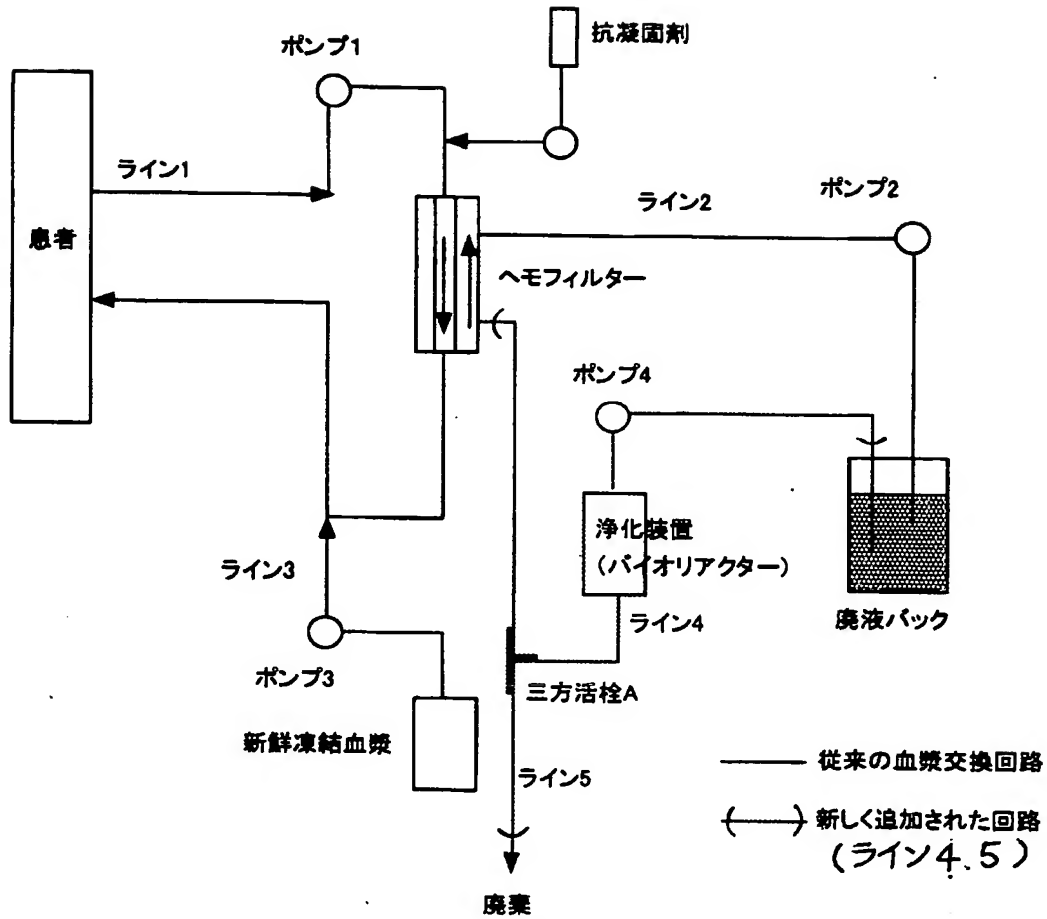 ポンプ1
抗凝固剤
ライン1
患者
ライン2
ポンプ2
ヘモフィルター
ポンプ4
浄化装置
(バイオリアクター)
ライン4
廃液パック
ライン3
ポンプ3
三方活栓A
新鮮凍結血漿
ライン5
従来の血漿交換回路
新しく追加された回路
(ライン4.5)
廃棄